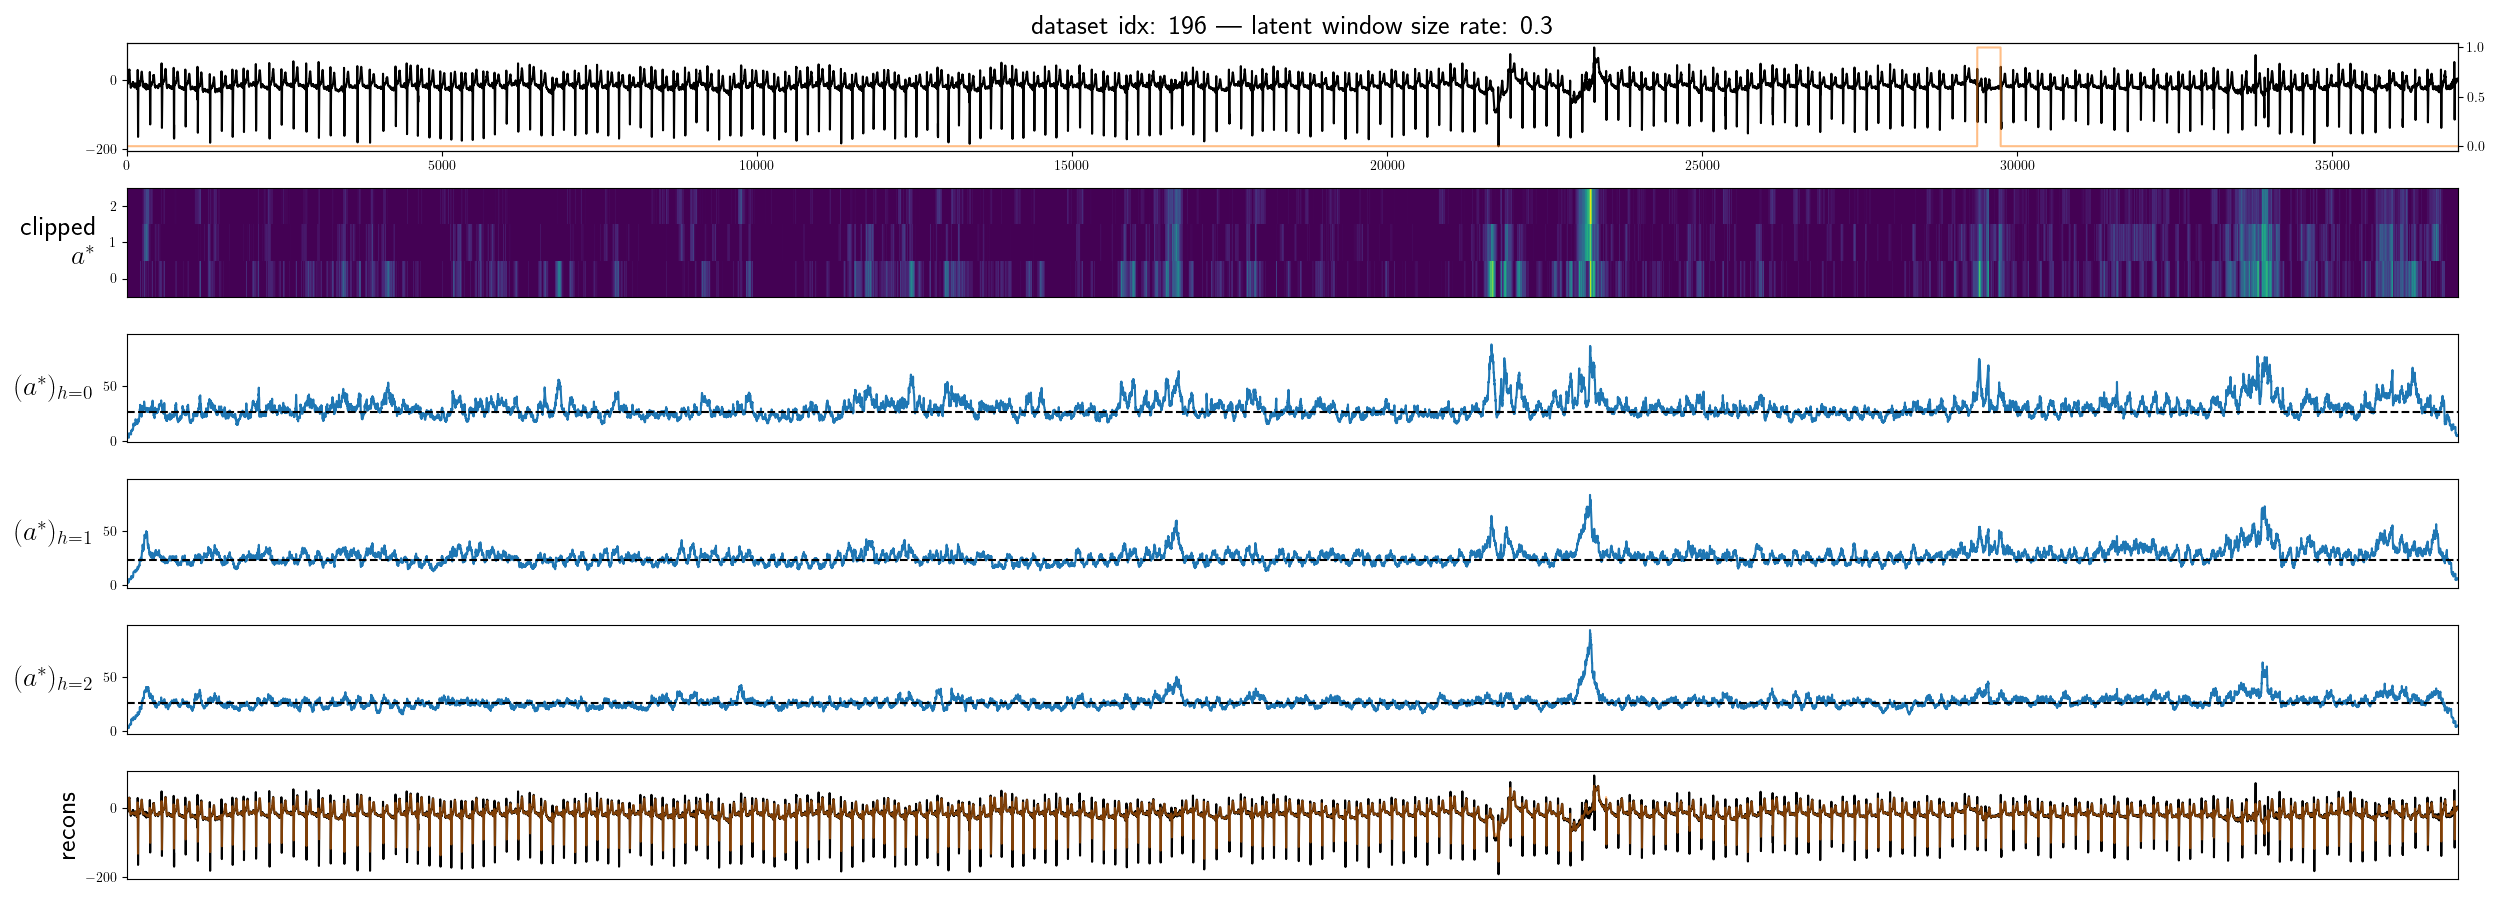 dataset idx: 196 — latent window size rate: 0.3
0
−200
1.0
0.5
0.0
0 5000 10000 15000 20000 25000 30000 35000
clipped
a*
2
1
0
(a*)h=0
50
0
(a*)h=1
50
0
(a*)h=2
50
0
recons
0
−200